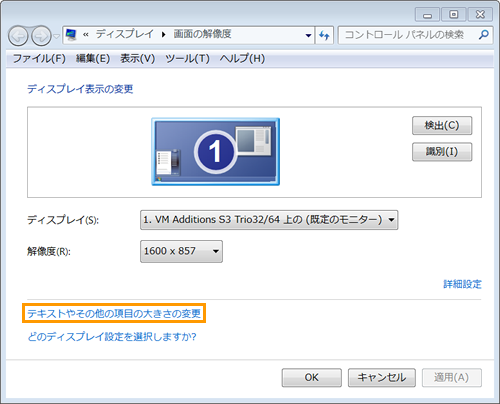 « ディスプレイ ▸ 画面の解像度
コントロール パネルの検索
ファイル(F) 編集(E) 表示(V) ツール(T) ヘルプ(H)
ディスプレイ表示の変更
1
検出(C)
識別(I)
ディスプレイ(S): 1. VM Additions S3 Trio32/64 上の (既定のモニター)
解像度(R): 1600 x 857
詳細設定
テキストやその他の項目の大きさの変更
どのディスプレイ設定を選択しますか?
OK キャンセル 適用(A)